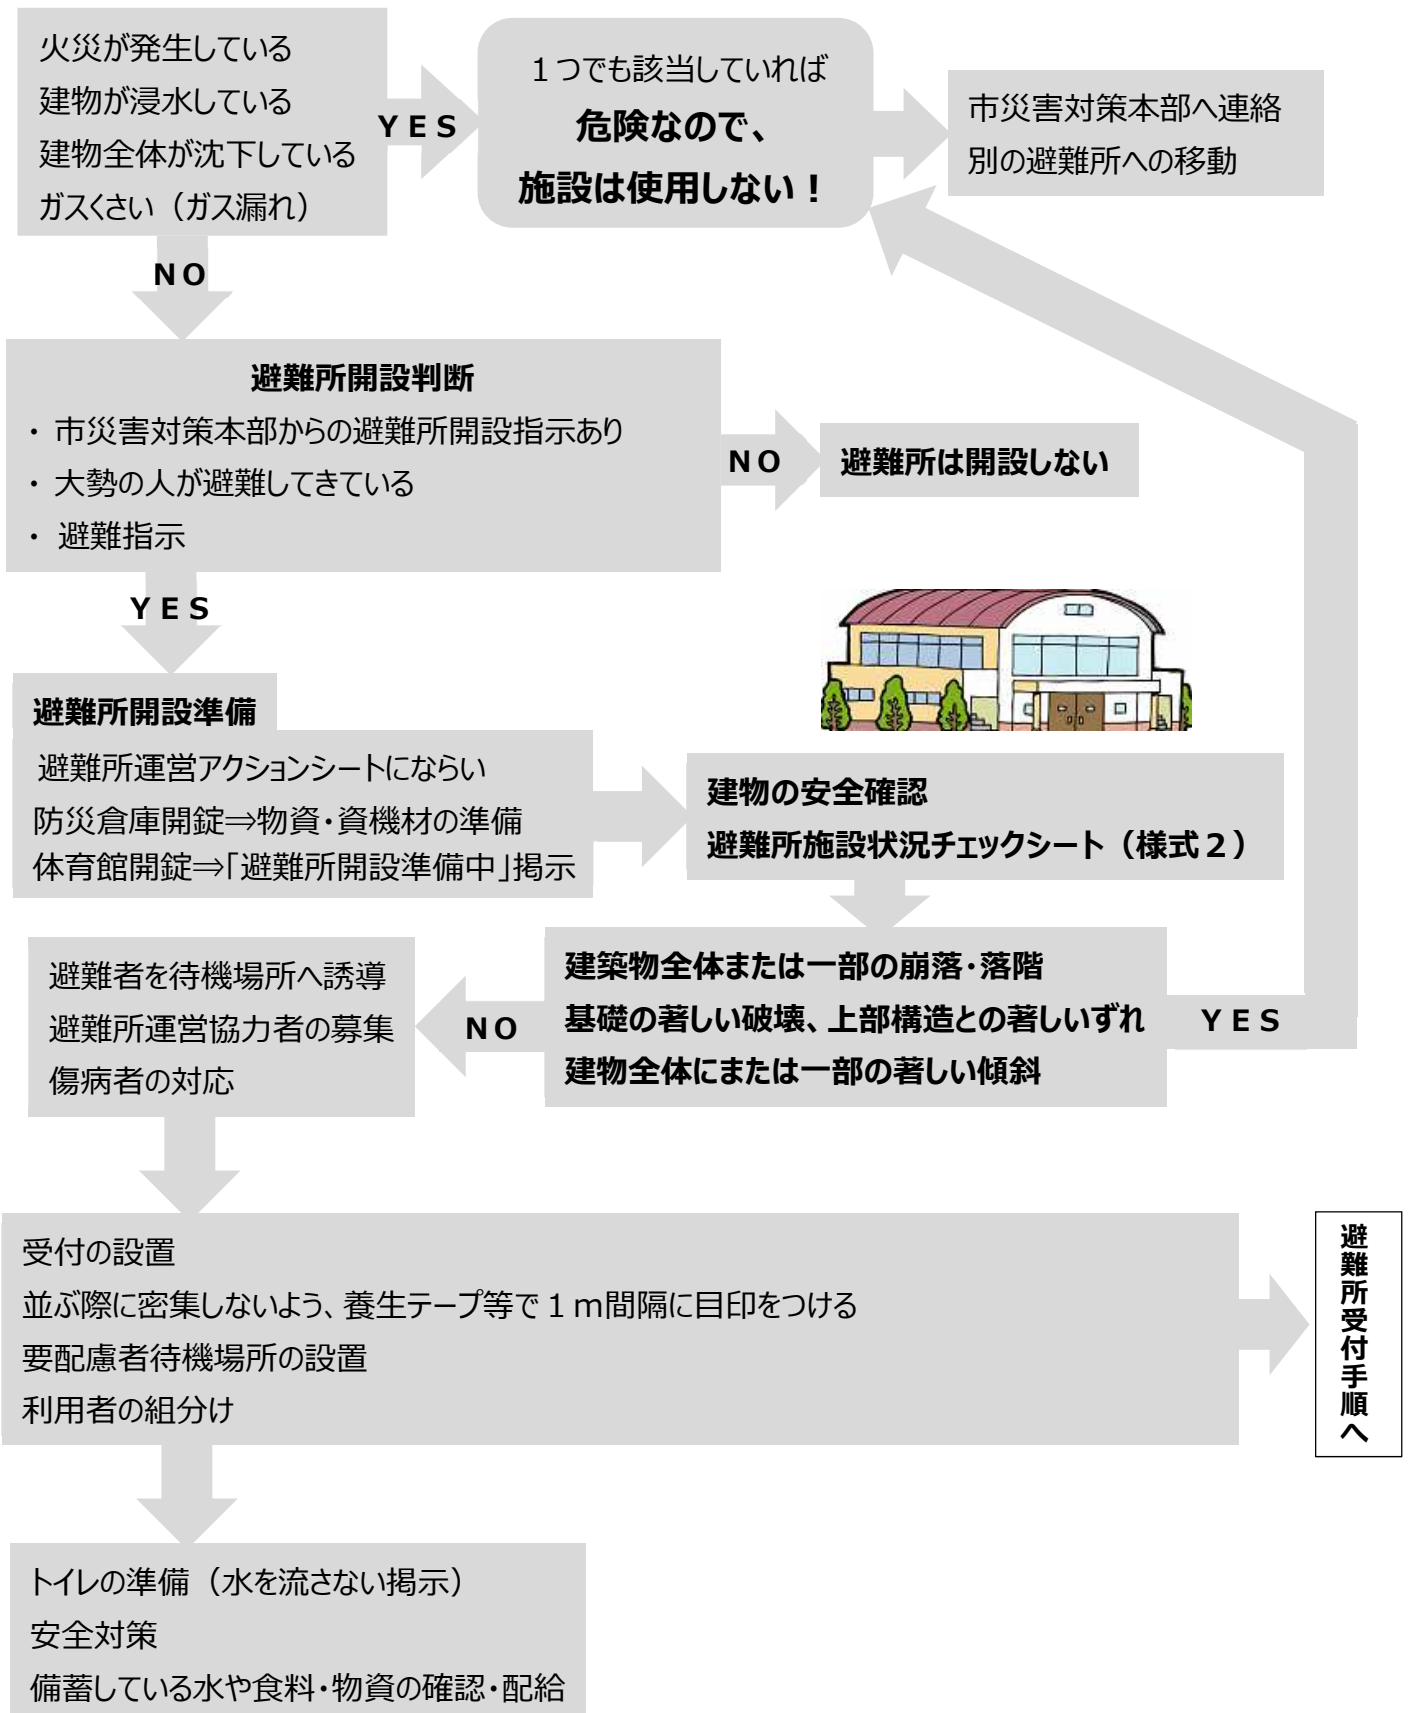 火災が発生している
建物が浸水している
建物全体が沈下している
ガスくさい（ガス漏れ）
ＹＥＳ
１つでも該当していれば
危険なので、
施設は使用しない！
市災害対策本部へ連絡
別の避難所への移動
ＮＯ
避難所開設判断
・ 市災害対策本部からの避難所開設指示あり
・ 大勢の人が避難してきている
・ 避難指示
ＮＯ
避難所は開設しない
ＹＥＳ
避難所開設準備
避難所運営アクションシートにならい
防災倉庫開錠⇒物資・資機材の準備
体育館開錠⇒「避難所開設準備中」掲示
建物の安全確認
避難所施設状況チェックシート（様式２）
建築物全体または一部の崩落・落階
基礎の著しい破壊、上部構造との著しいずれ
建物全体にまたは一部の著しい傾斜
ＹＥＳ
ＮＯ
避難者を待機場所へ誘導
避難所運営協力者の募集
傷病者の対応
受付の設置
並ぶ際に密集しないよう、養生テープ等で１ｍ間隔に目印をつける
要配慮者待機場所の設置
利用者の組分け
避難所受付手順へ
トイレの準備（水を流さない掲示）
安全対策
備蓄している水や食料・物資の確認・配給